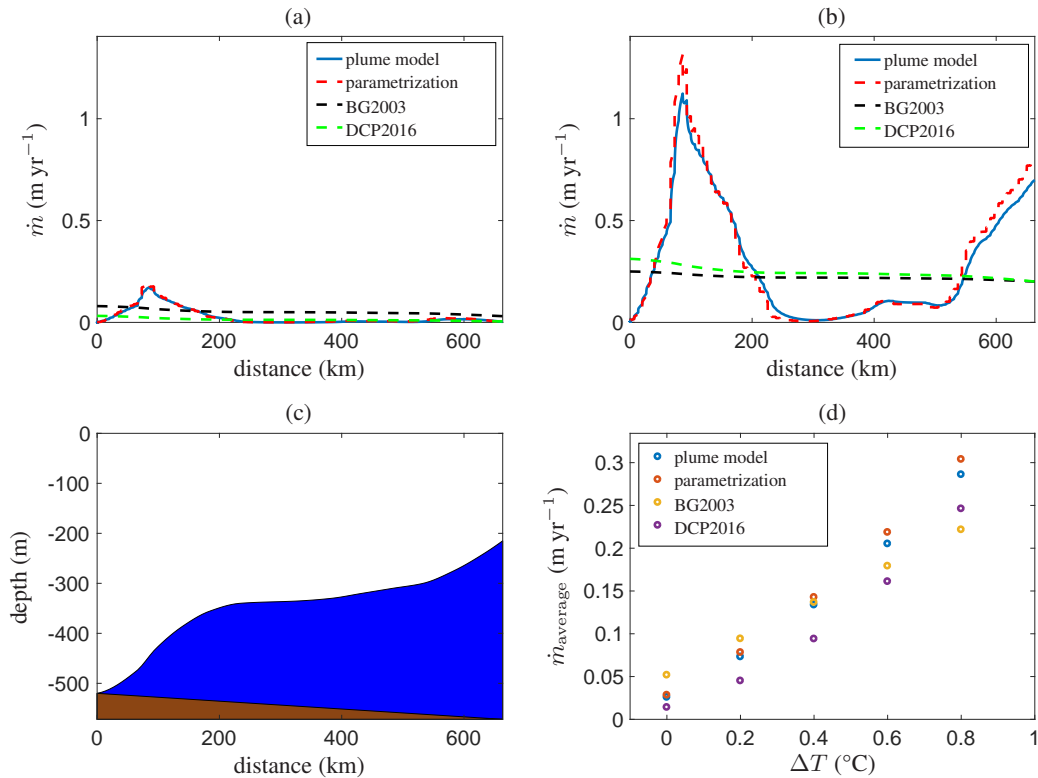 (a)
plume model
parametrization
BG2003
DCP2016
1
0.5
0
ṁ (m yr⁻¹)
0 200 400 600
distance (km)
(b)
plume model
parametrization
BG2003
DCP2016
1
0.5
0
ṁ (m yr⁻¹)
0 200 400 600
distance (km)
(c)
0
-100
-200
-300
-400
-500
depth (m)
0 200 400 600
distance (km)
(d)
plume model
parametrization
BG2003
DCP2016
0.3
0.25
0.2
0.15
0.1
0.05
0
ṁaverage (m yr⁻¹)
0 0.2 0.4 0.6 0.8 1
ΔT (°C)